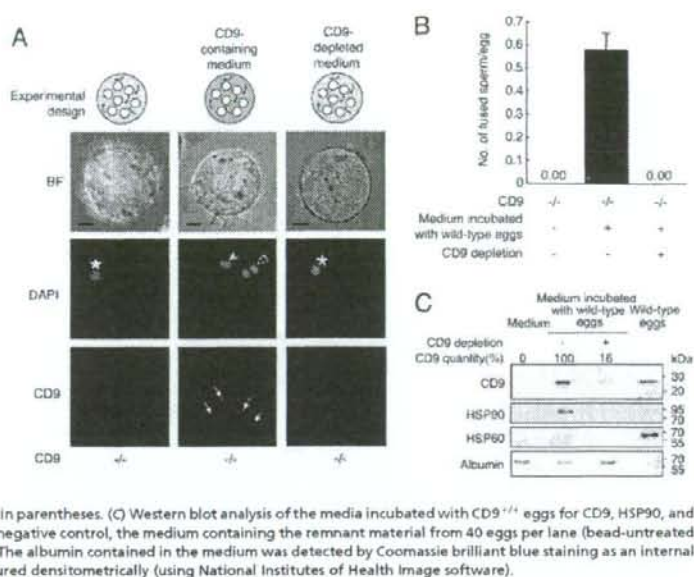 A
CD9-containing medium
CD9-depleted medium
Experimental design
BF
DAPI
CD9
CD9 -/- -/- -/-
B
No. of fused sperm/egg
0.7
0.6
0.5
0.4
0.3
0.2
0.1
0
0.00 0.00
CD9 -/- -/- -/-
Medium incubated with wild-type eggs - + +
CD9 depletion - - +
C
Medium
Medium incubated with wild-type eggs
Wild-type eggs
CD9 depletion - +
CD9 quantity(%) 0 100 16 kDa
CD9 30 20
HSP90 95 70
HSP60 70 55
Albumin 70 55
in parentheses. (C) Western blot analysis of the media incubated with CD9+/+ eggs for CD9, HSP90, and
negative control, the medium containing the remnant material from 40 eggs per lane (bead-untreated
The albumin contained in the medium was detected by Coomassie brilliant blue staining as an internal
ured densitometrically (using National Institutes of Health Image software).